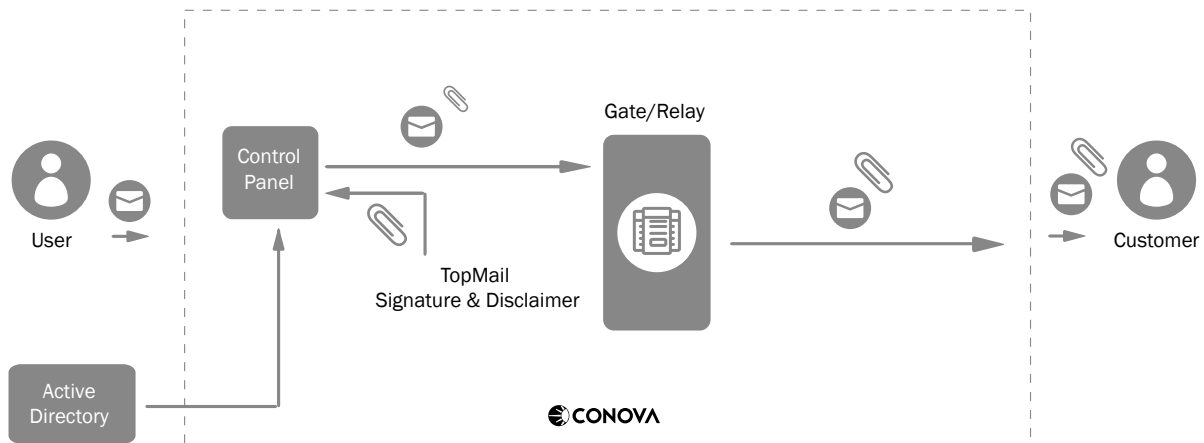 Gate/Relay
Control
Panel
User
Customer
TopMail
Signature & Disclaimer
Active
Directory
CONOVA